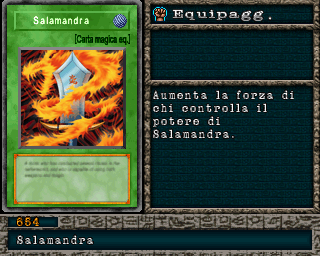 Salamandra
[Carta magica eq.]
Equipagg.
Aumenta la forza di
chi controlla il
potere di
Salamandra.
654
Salamandra